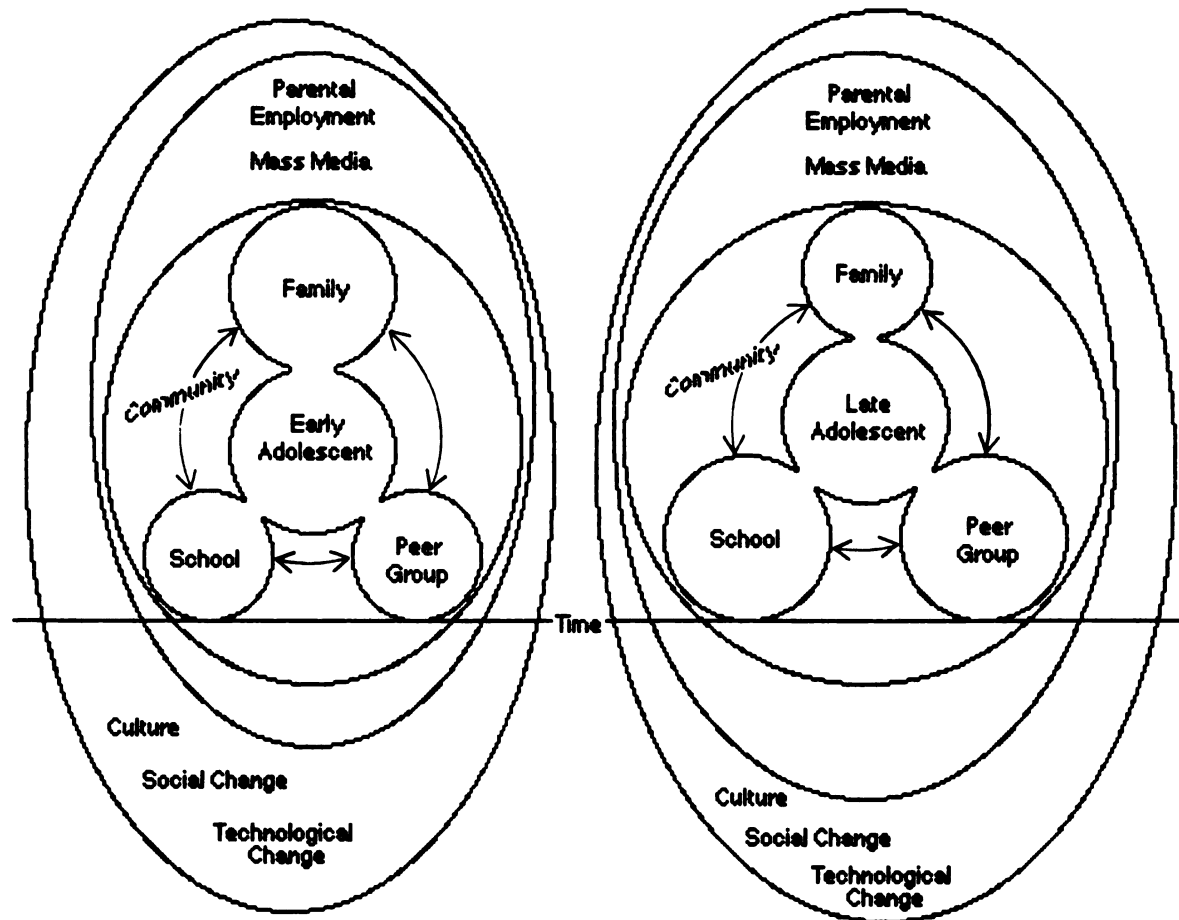 Parental
Employment
Mass Media
Family
Community
Early
Adolescent
School
Peer
Group
Culture
Social Change
Technological
Change
Time
Parental
Employment
Mass Media
Family
Community
Late
Adolescent
School
Peer
Group
Culture
Social Change
Technological
Change